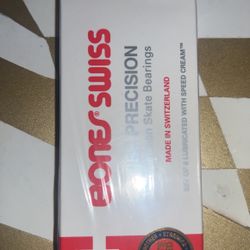 BONES SWISS
PRECISION
Skate Bearings
MADE IN SWITZERLAND
SET OF 8 LUBRICATED WITH SPEED CREAM™